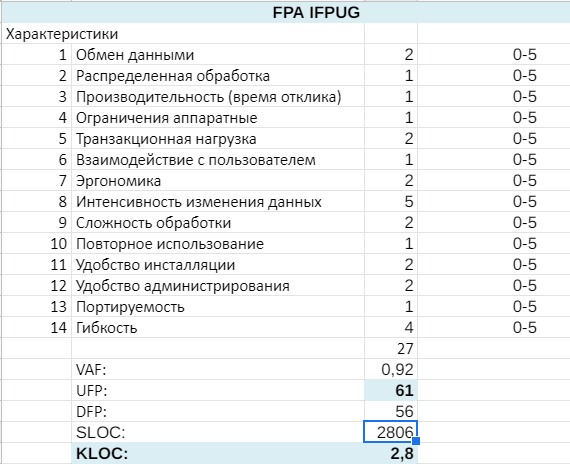 FPA IFPUG
Характеристики
1 Обмен данными 2 0-5
2 Распределенная обработка 1 0-5
3 Производительность (время отклика) 1 0-5
4 Ограничения аппаратные 1 0-5
5 Транзакционная нагрузка 2 0-5
6 Взаимодействие с пользователем 1 0-5
7 Эргономика 2 0-5
8 Интенсивность изменения данных 5 0-5
9 Сложность обработки 2 0-5
10 Повторное использование 1 0-5
11 Удобство инсталляции 2 0-5
12 Удобство администрирования 2 0-5
13 Портируемость 1 0-5
14 Гибкость 4 0-5
27
VAF: 0,92
UFP: 61
DFP: 56
SLOC: 2806
KLOC: 2,8